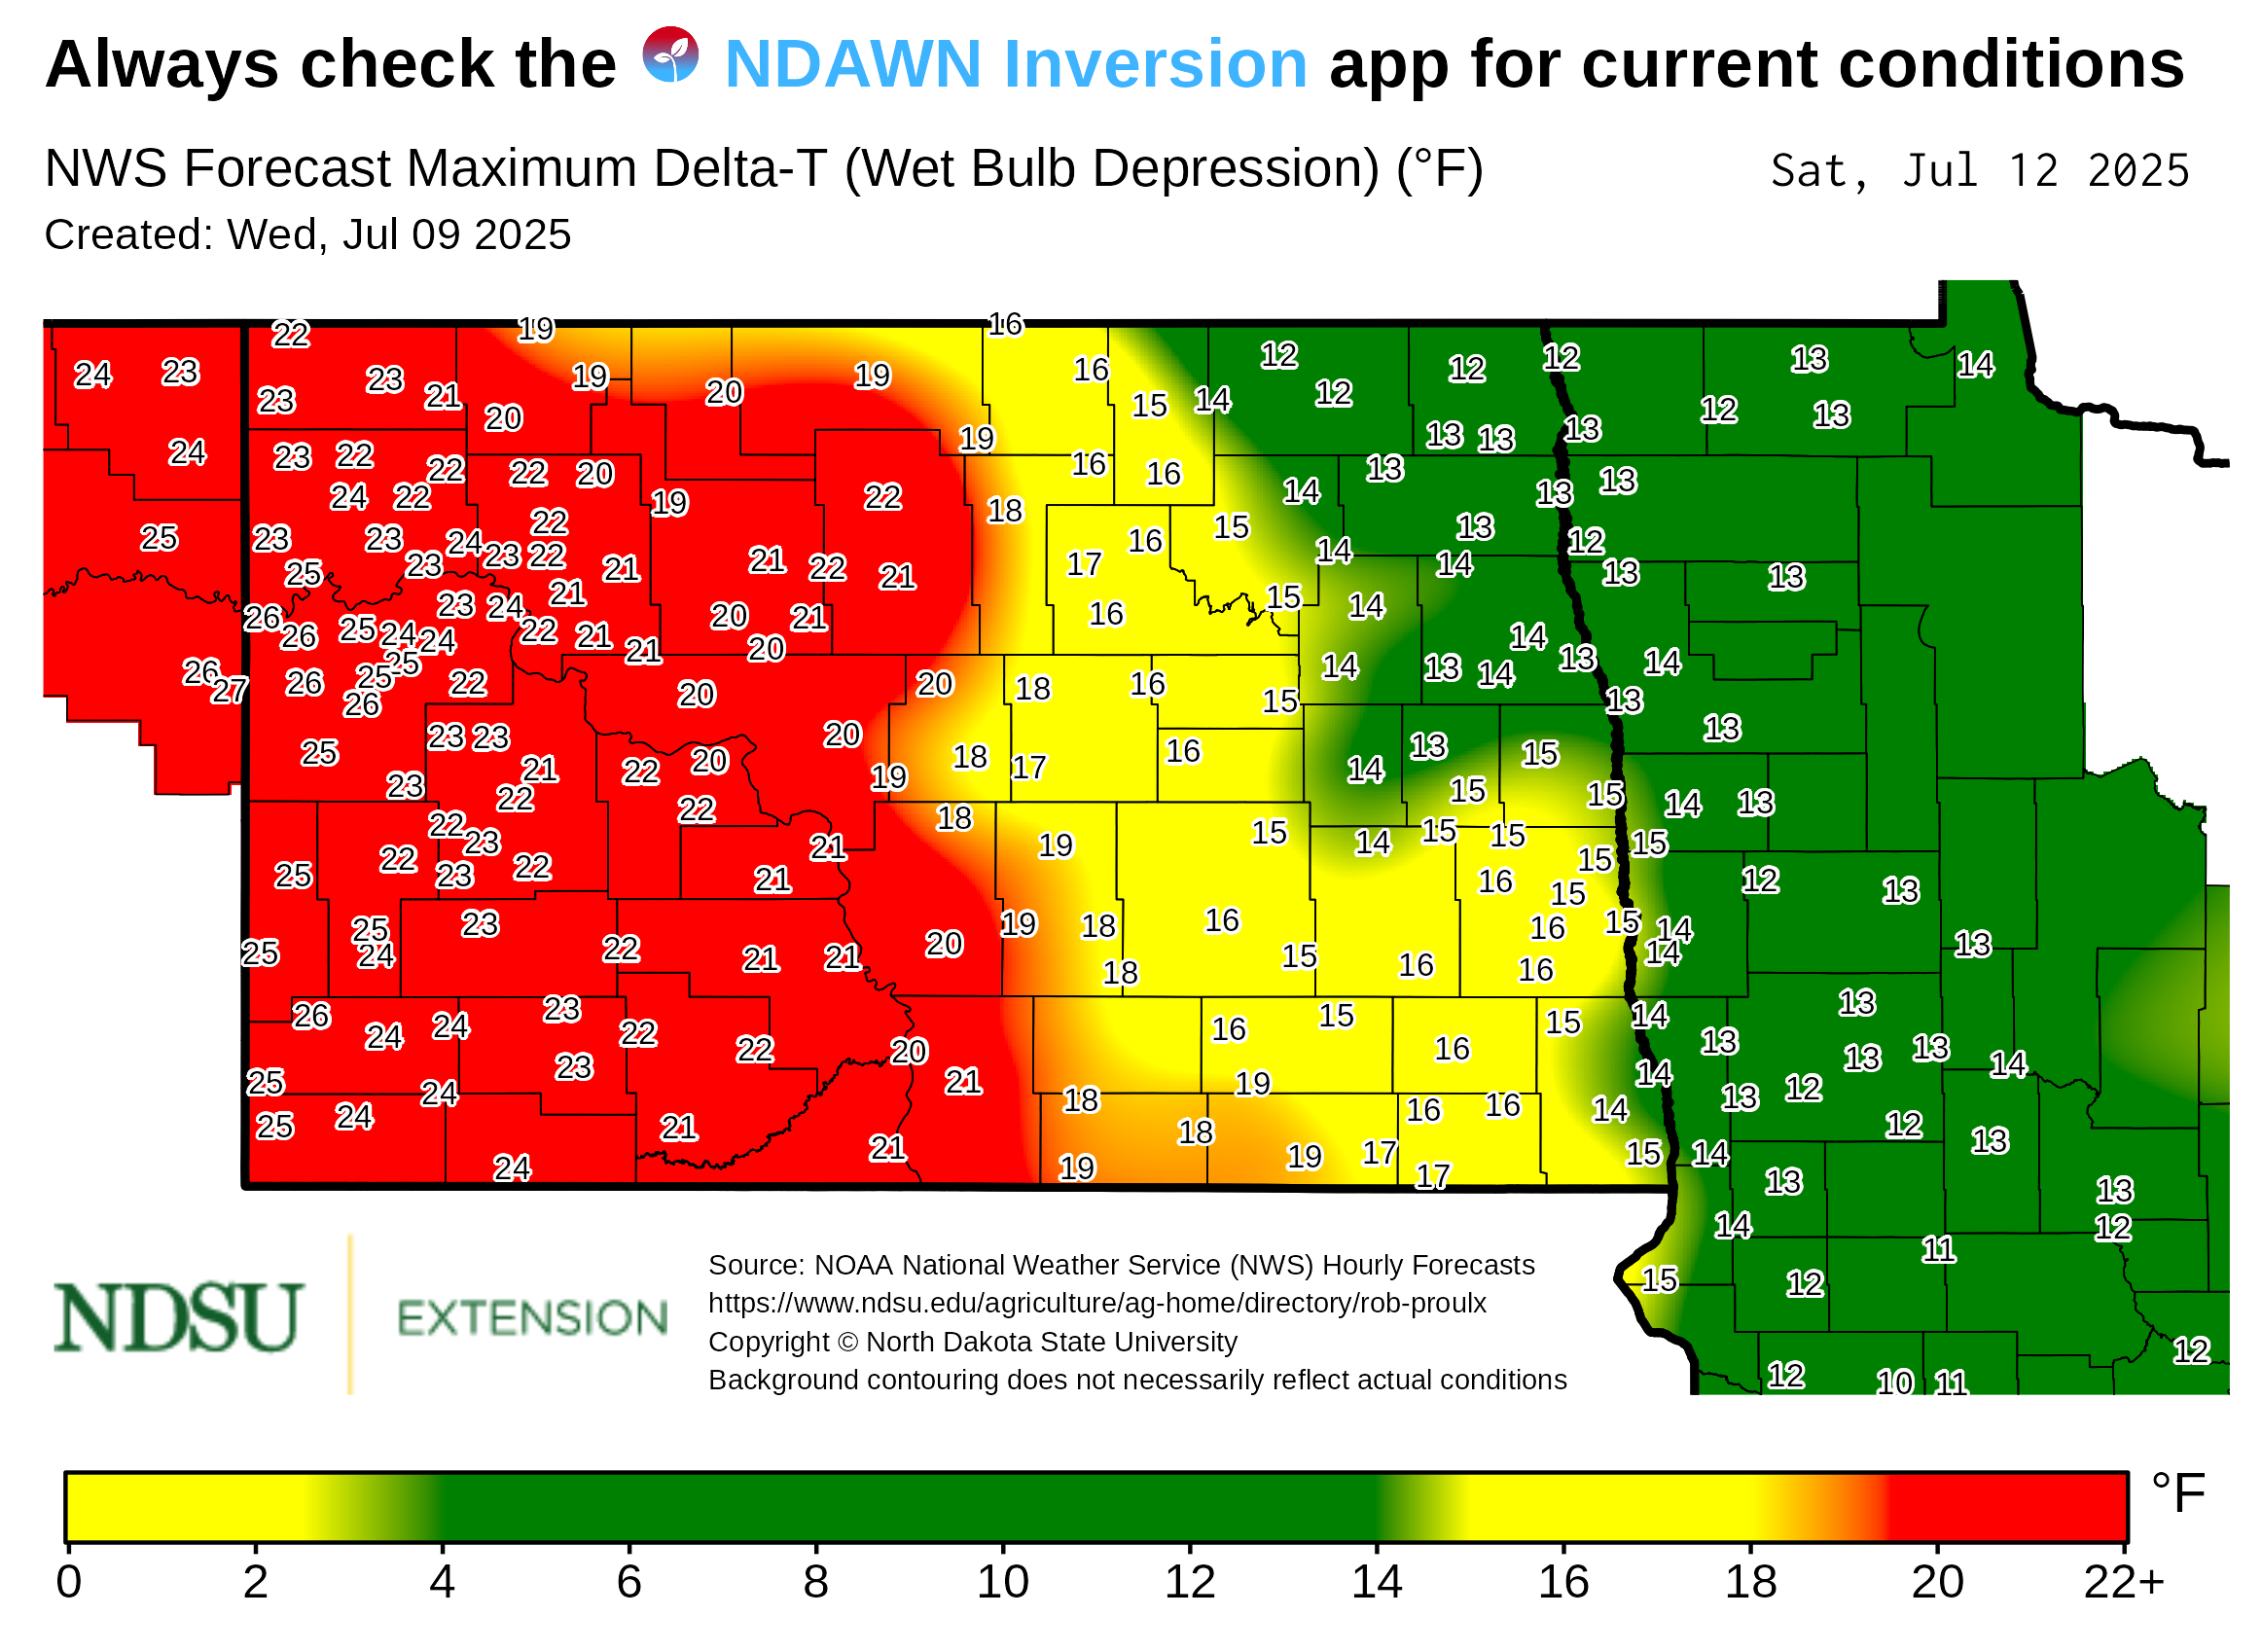 Always check the NDAWN Inversion app for current conditions
NWS Forecast Maximum Delta-T (Wet Bulb Depression) (°F)
Sat, Jul 12 2025
Created: Wed, Jul 09 2025
22 19 16
24 23 23 19 20 19 16 12 12 12 13 14
23 21 20 15 14 12 12 13
24 23 22 22 22 20 19 16 16 13 13 13 13
24 22 19 22 18 14 13 13
25 23 23 24 22 16 15 13 12
25 23 23 22 21 21 22 21 17 14 14 13 13
26 23 24 21 20 21 16 15 14
26 25 24 24 22 21 21 20 14 13 14 14 13 14
26 27 26 25 25 22 20 20 18 16 15 13
26 23 23 20 13 13
25 21 22 20 19 18 17 16 14 15
23 22 22 15 15 14 13
22 23 21 18 19 15 14 15 15 15
25 22 23 22 21 16 15 15 12 13
25 24 23 22 21 21 20 19 18 16 16 15 14
25 18 15 16 16 14 13
26 24 24 23 22 22 16 15 15 14 13 13
25 24 23 20 21 19 16 14 13 13 14
25 24 21 18 18 16 16 14 13 12 12 13
24 21 19 19 17 17 15 14 13 13
14 12
15 12 11
12 10 11 12
NDSU
EXTENSION
Source: NOAA National Weather Service (NWS) Hourly Forecasts
https://www.ndsu.edu/agriculture/ag-home/directory/rob-proulx
Copyright © North Dakota State University
Background contouring does not necessarily reflect actual conditions
°F
0 2 4 6 8 10 12 14 16 18 20 22+